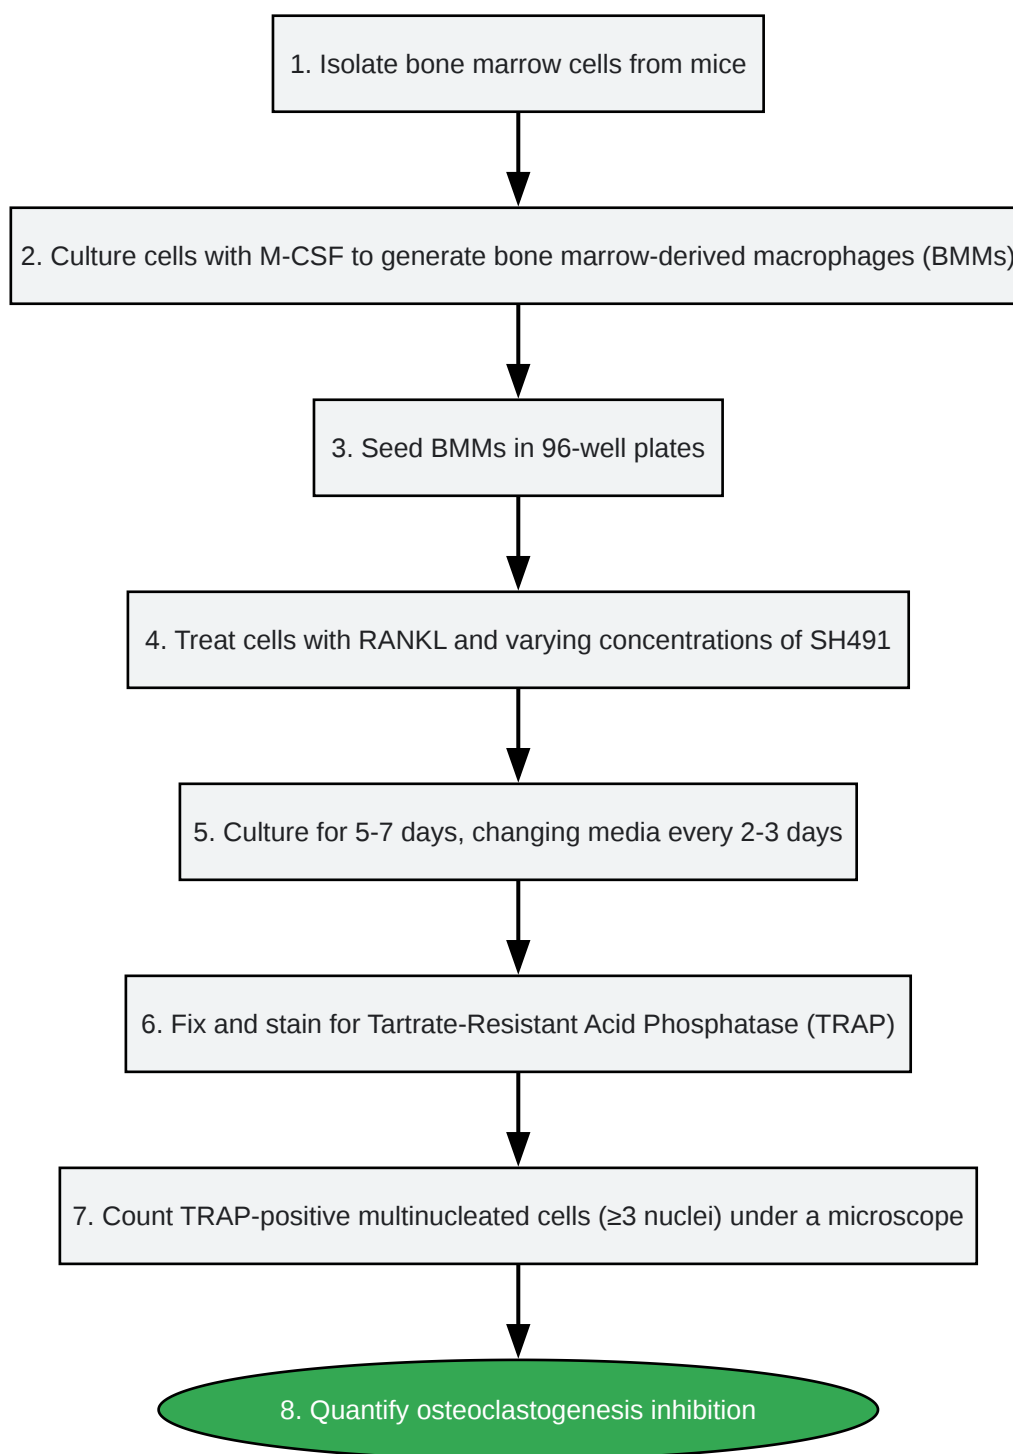 1. Isolate bone marrow cells from mice
2. Culture cells with M-CSF to generate bone marrow-derived macrophages (BMMs)
3. Seed BMMs in 96-well plates
4. Treat cells with RANKL and varying concentrations of SH491
5. Culture for 5-7 days, changing media every 2-3 days
6. Fix and stain for Tartrate-Resistant Acid Phosphatase (TRAP)
7. Count TRAP-positive multinucleated cells (≥3 nuclei) under a microscope
8. Quantify osteoclastogenesis inhibition